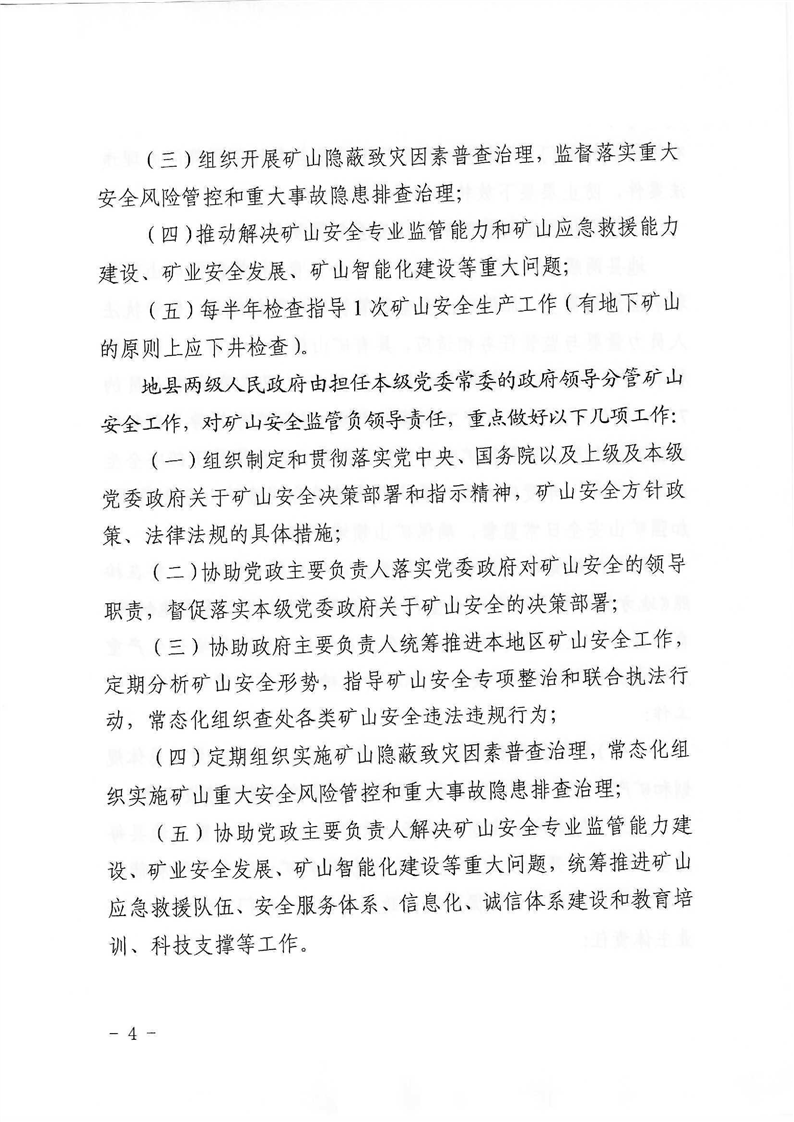 （三）组织开展矿山隐蔽致灾因素普查治理，监督落实重大
安全风险管控和重大事故隐患排查治理；
（四）推动解决矿山安全专业监管能力和矿山应急救援能力
建设、矿业安全发展、矿山智能化建设等重大问题；
（五）每半年检查指导1次矿山安全生产工作（有地下矿山
的原则上应下井检查）。
地县两级人民政府由担任本级党委常委的政府领导分管矿山
安全工作，对矿山安全监管负领导责任，重点做好以下几项工作：
（一）组织制定和贯彻落实党中央、国务院以及上级及本级
党委政府关于矿山安全决策部署和指示精神，矿山安全方针政
策、法律法规的具体措施；
（二）协助党政主要负责人落实党委政府对矿山安全的领导
职责，督促落实本级党委政府关于矿山安全的决策部署；
（三）协助政府主要负责人统筹推进本地区矿山安全工作，
定期分析矿山安全形势，指导矿山安全专项整治和联合执法行
动，常态化组织查处各类矿山安全违法违规行为；
（四）定期组织实施矿山隐蔽致灾因素普查治理，常态化组
织实施矿山重大安全风险管控和重大事故隐患排查治理；
（五）协助党政主要负责人解决矿山安全专业监管能力建
设、矿业安全发展、矿山智能化建设等重大问题，统筹推进矿山
应急救援队伍、安全服务体系、信息化、诚信体系建设和教育培
训、科技支撑等工作。
- 4 -